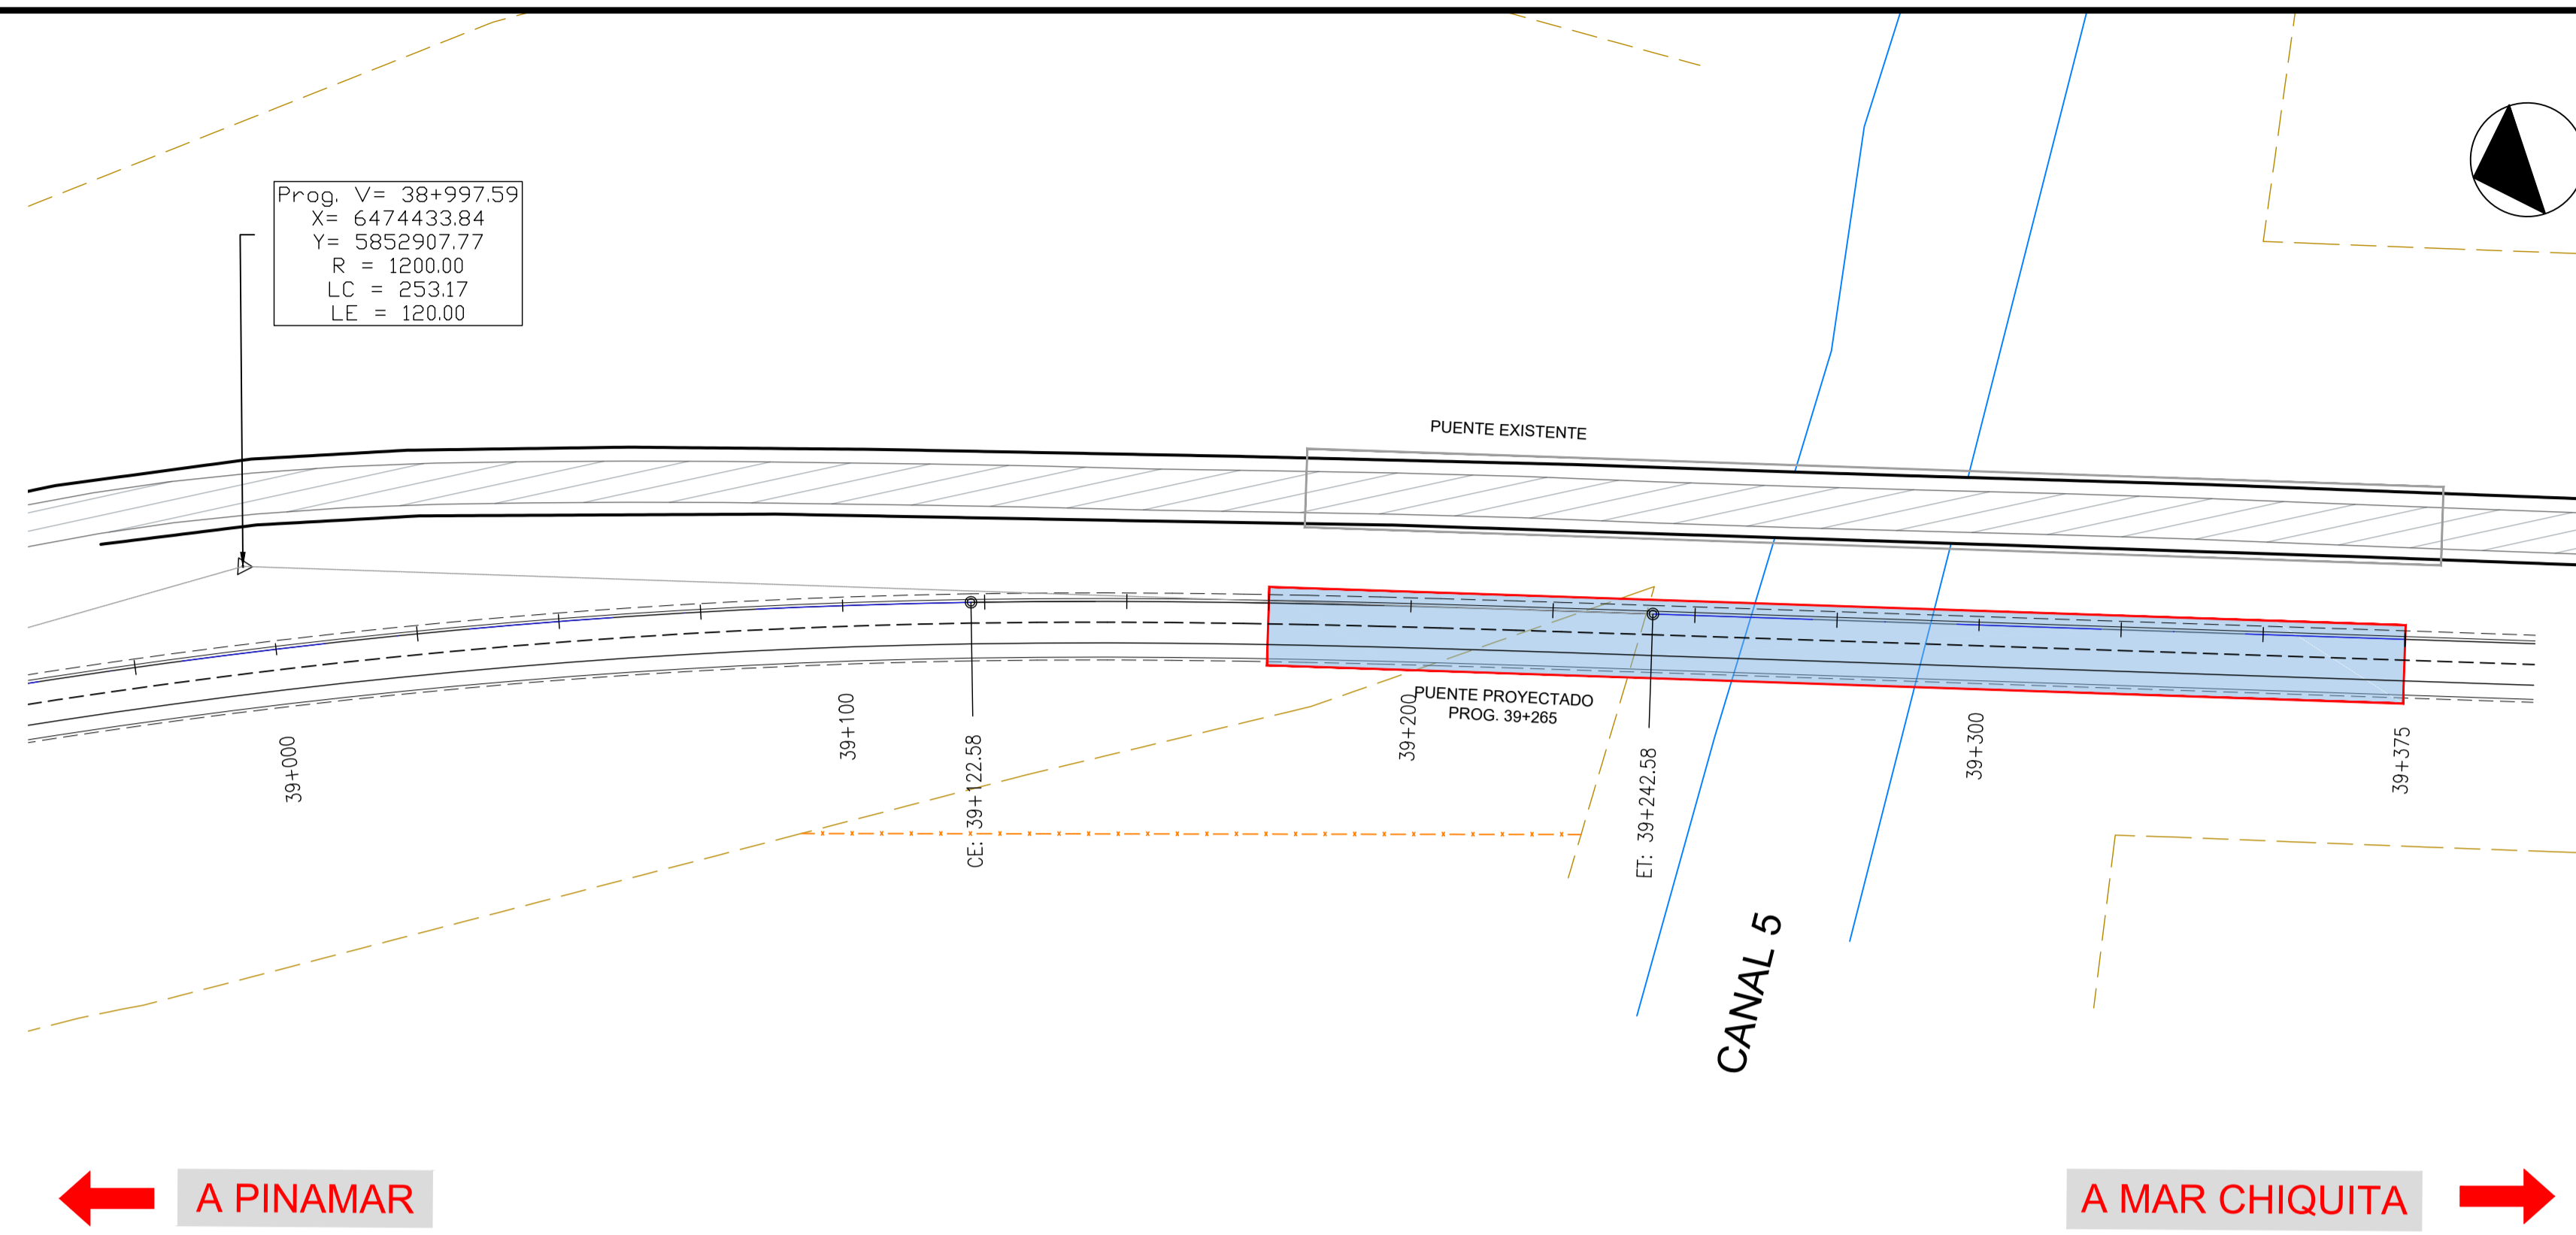 Prog. V= 38+997.59
X= 6474433.84
Y= 5852907.77
R = 1200.00
LC = 253.17
LE = 120.00
PUENTE EXISTENTE
PUENTE PROYECTADO
PROG. 39+265
39+000
39+100
CE: 39+122.58
39+200
ET: 39+242.58
39+300
39+375
CANAL 5
A PINAMAR
A MAR CHIQUITA